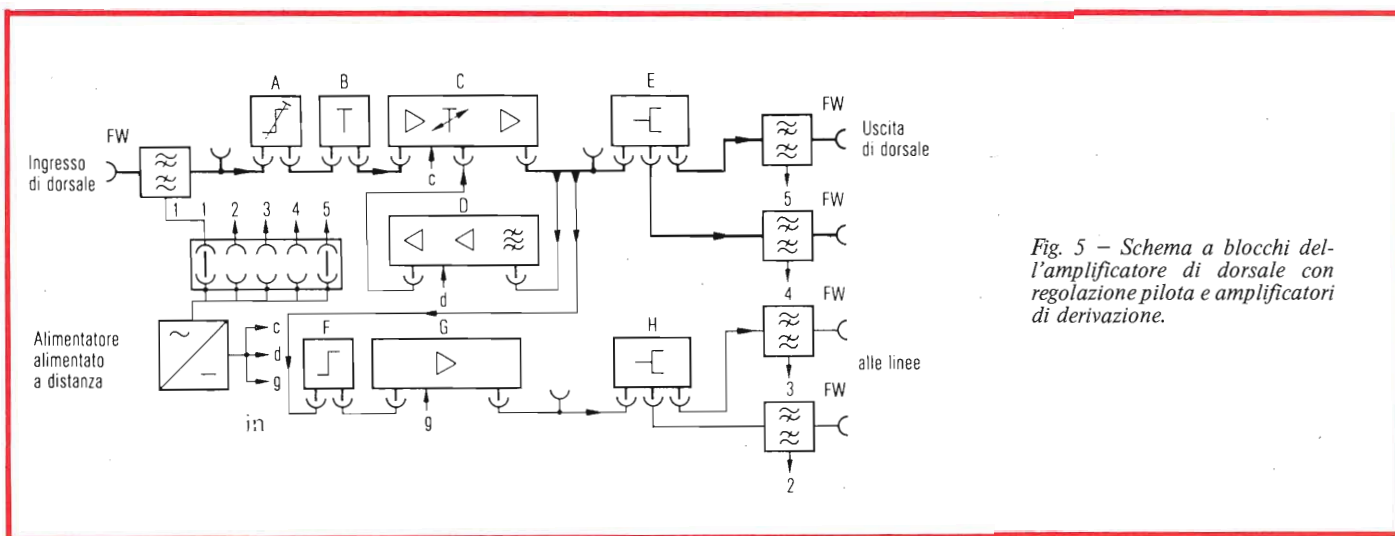 A B C E
FW
FW
Ingresso
di dorsale
Uscita
di dorsale
c
1 1 2 3 4 5
D
5
FW
d
4
FW
Alimentatore
alimentato
a distanza
c
d
g
F G H
alle linee
3
FW
in
g
2
Fig. 5 – Schema a blocchi del-
l'amplificatore di dorsale con
regolazione pilota e amplificatori
di derivazione.